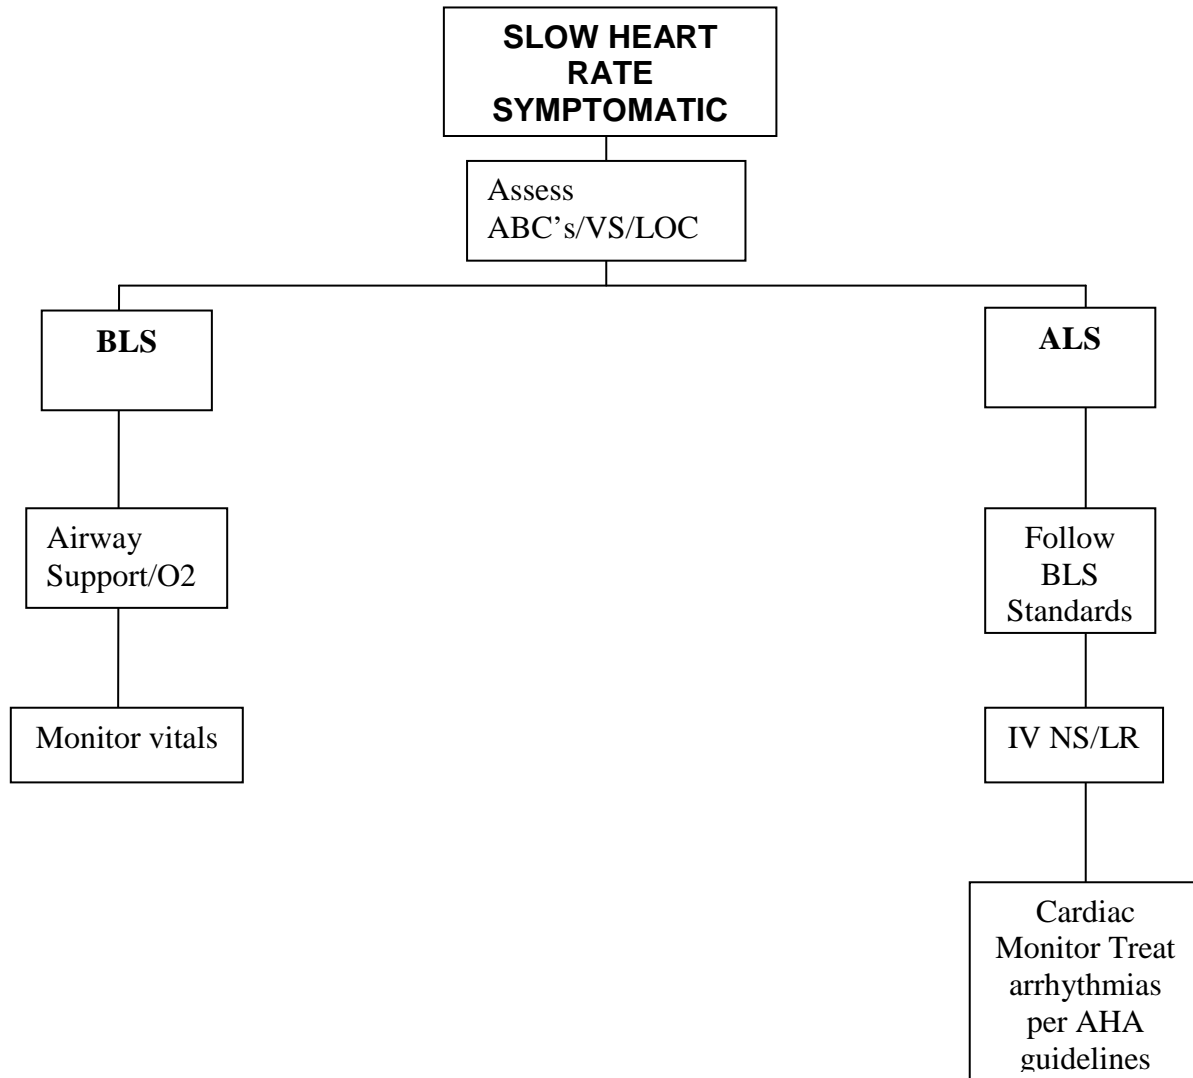 SLOW HEART
RATE
SYMPTOMATIC
Assess
ABC’s/VS/LOC
BLS
Airway
Support/O2
Monitor vitals
ALS
Follow
BLS
Standards
IV NS/LR
Cardiac
Monitor Treat
arrhythmias
per AHA
guidelines